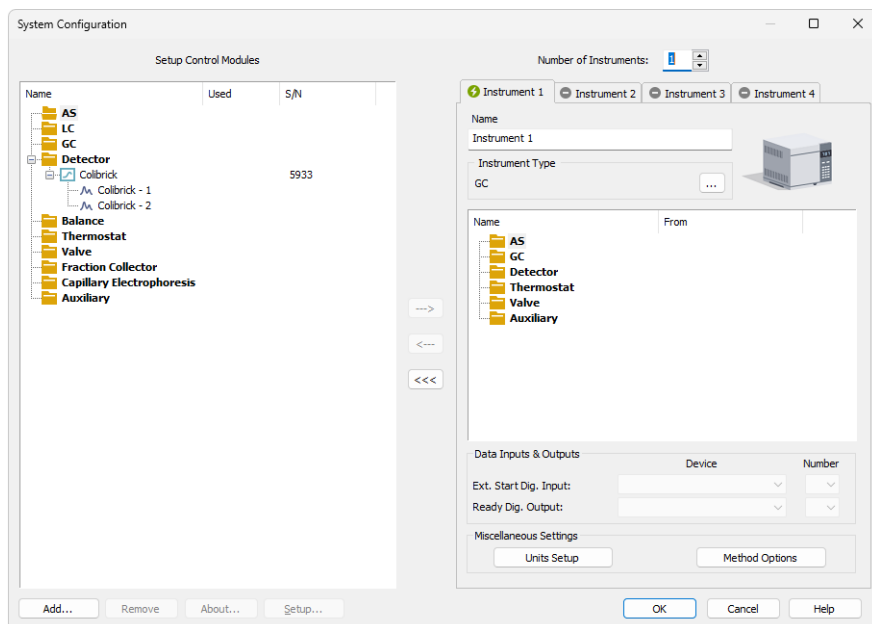 System Configuration
Setup Control Modules
Number of Instruments: 1
Name Used S/N
AS
LC
GC
Detector
Colibrick 5933
Colibrick - 1
Colibrick - 2
Balance
Thermostat
Valve
Fraction Collector
Capillary Electrophoresis
Auxiliary
--->
<---
<<<
Instrument 1 Instrument 2 Instrument 3 Instrument 4
Name
Instrument 1
Instrument Type
GC ...
Name From
AS
GC
Detector
Thermostat
Valve
Auxiliary
Data Inputs & Outputs
Device Number
Ext. Start Dig. Input:
Ready Dig. Output:
Miscellaneous Settings
Units Setup Method Options
Add... Remove About... Setup... OK Cancel Help